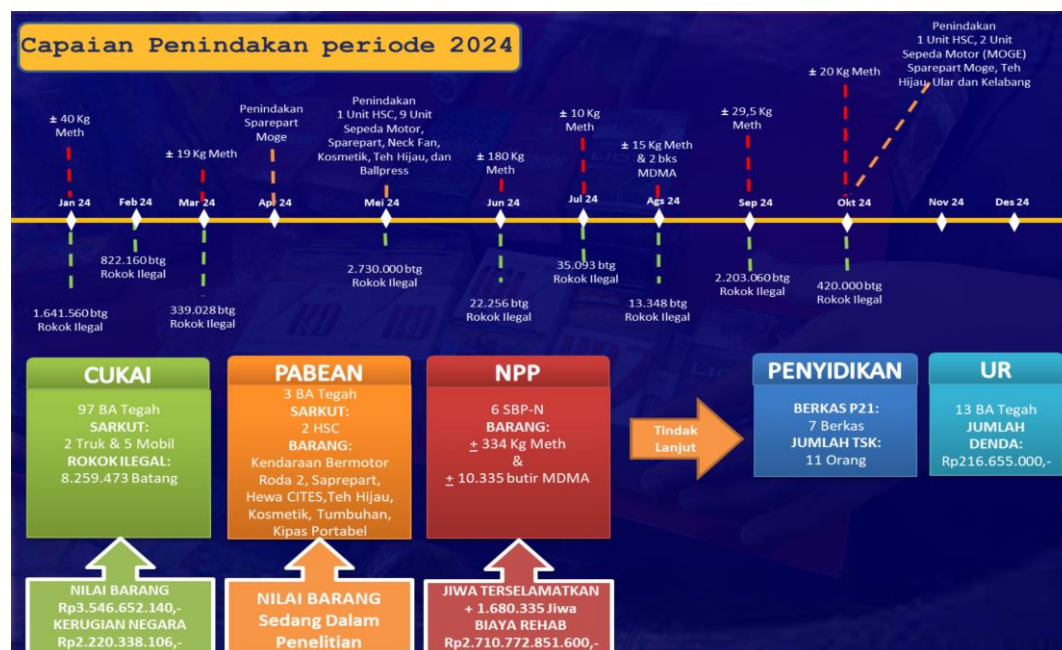 Capaian Penindakan periode 2024
± 40 Kg
Meth
± 19 Kg Meth
Penindakan
Sparepart
Moge
Penindakan
1 Unit HSC, 9 Unit
Sepeda Motor,
Sparepart, Neck Fan,
Kosmetik, Teh Hijau, dan
Ballpress
± 180 Kg
Meth
± 10 Kg
Meth
± 15 Kg Meth
& 2 bks
MDMA
± 29,5 Kg
Meth
± 20 Kg Meth
Penindakan
1 Unit HSC, 2 Unit
Sepeda Motor (MOGE)
Sparepart Moge, Teh
Hijau, Ular dan Kelabang
Jan 24
Feb 24
Mar 24
Apr 24
Mei 24
Jun 24
Jul 24
Ags 24
Sep 24
Okt 24
Nov 24
Des 24
1.641.560 btg
Rokok Ilegal
822.160 btg
Rokok Ilegal
339.028 btg
Rokok Ilegal
2.730.000 btg
Rokok Ilegal
22.256 btg
Rokok Ilegal
35.093 btg
Rokok Ilegal
13.348 btg
Rokok Ilegal
2.203.060 btg
Rokok Ilegal
420.000 btg
Rokok Ilegal
CUKAI
97 BA Tegah
SARKUT:
2 Truk & 5 Mobil
ROKOK ILEGAL:
8.259.473 Batang
NILAI BARANG
Rp3.546.652.140,-
KERUGIAN NEGARA
Rp2.220.338.106,-
PABEAN
3 BA Tegah
SARKUT:
2 HSC
BARANG:
Kendaraan Bermotor
Roda 2, Saprepart,
Hewa CITES,Teh Hijau,
Kosmetik, Tumbuhan,
Kipas Portabel
NILAI BARANG
Sedang Dalam
Penelitian
NPP
6 SBP-N
BARANG:
± 334 Kg Meth
&
± 10.335 butir MDMA
JIWA TERSELAMATKAN
+ 1.680.335 Jiwa
BIAYA REHAB
Rp2.710.772.851.600,-
Tindak
Lanjut
PENYIDIKAN
BERKAS P21:
7 Berkas
JUMLAH TSK:
11 Orang
UR
13 BA Tegah
JUMLAH
DENDA:
Rp216.655.000,-